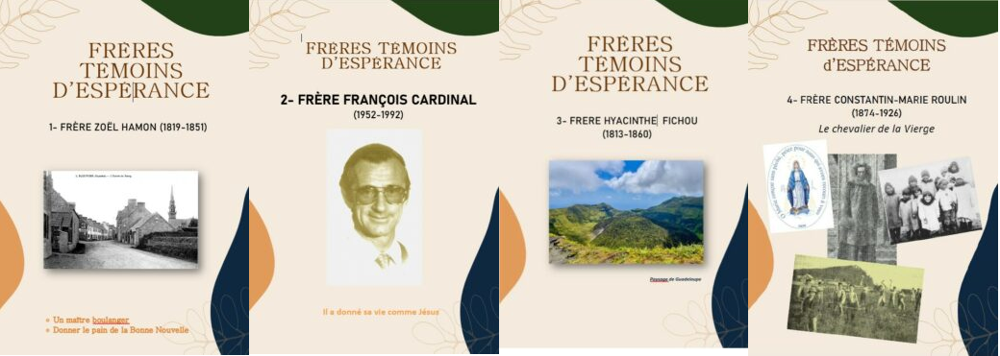 FRÈRES
TÉMOINS
D'ESPÉRANCE
1- FRÈRE ZOËL HAMON (1819-1851)
» Un maître boulanger
» Donner le pain de la Bonne Nouvelle
FRÈRES TÉMOINS
D'ESPÉRANCE
2- FRÈRE FRANÇOIS CARDINAL
(1952-1992)
Il a donné sa vie comme Jésus
FRÈRES
TÉMOINS
D'ESPÉRANCE
3- FRERE HYACINTHE FICHOU
(1813-1860)
Paysage de Guadeloupe
FRÈRES TÉMOINS
d'ESPÉRANCE
4- FRÈRE CONSTANTIN-MARIE ROULIN
(1874-1926)
Le chevalier de la Vierge
O Marie conçue sans péché, priez pour nous qui avons recours à vous